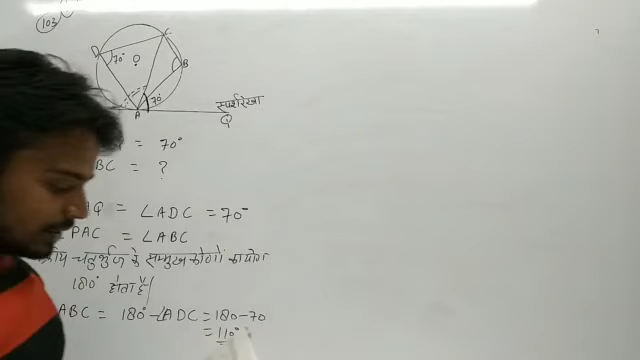 103
D
C
70°
O
B
70°
A
स्पर्शरेखा
Q
= 70°
BC = ?
AQ = ∠ADC = 70°
PAC = ∠ABC
चतुर्भुज के सम्मुख कोणों का योग
180° होता है।
ABC = 180° - ∠ADC = 180 - 70
= 110°